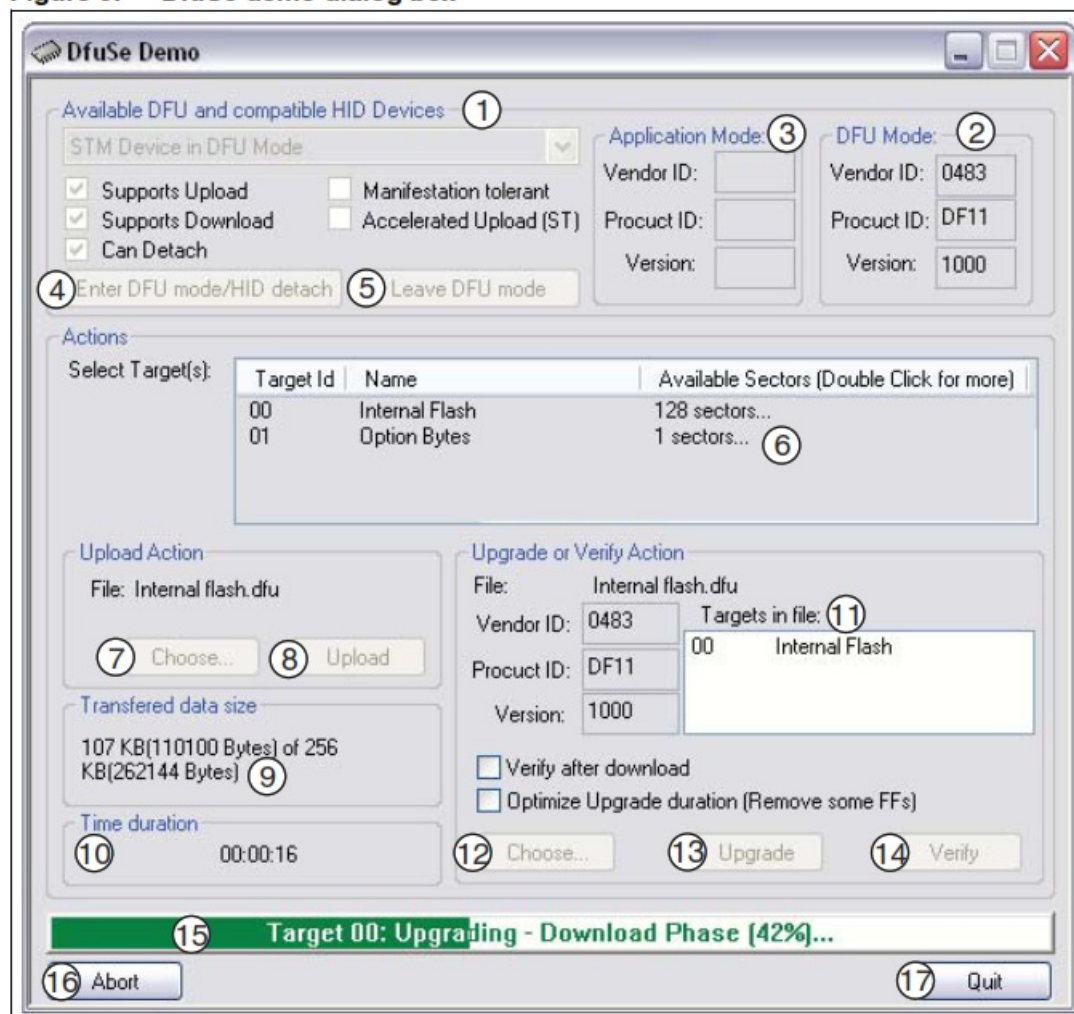 DfuSe Demo
Available DFU and compatible HID Devices 1
STM Device in DFU Mode
Supports Upload
Manifestation tolerant
Supports Download
Accelerated Upload (ST)
Can Detach
4 Enter DFU mode/HID detach
5 Leave DFU mode
Application Mode: 3
Vendor ID:
Procuct ID:
Version:
DFU Mode: 2
Vendor ID: 0483
Procuct ID: DF11
Version: 1000
Actions
Select Target(s):
Target Id Name Available Sectors (Double Click for more)
00 Internal Flash 128 sectors...
01 Option Bytes 1 sectors... 6
Upload Action
File: Internal flash.dfu
7 Choose... 8 Upload
Transfered data size
107 KB(110100 Bytes) of 256
KB(262144 Bytes) 9
Time duration
10 00:00:16
Upgrade or Verify Action
File: Internal flash.dfu
Vendor ID: 0483
Procuct ID: DF11
Version: 1000
Targets in file: 11
00 Internal Flash
Verify after download
Optimize Upgrade duration (Remove some FFs)
12 Choose... 13 Upgrade 14 Verify
15 Target 00: Upgrading - Download Phase (42%)...
16 Abort
17 Quit